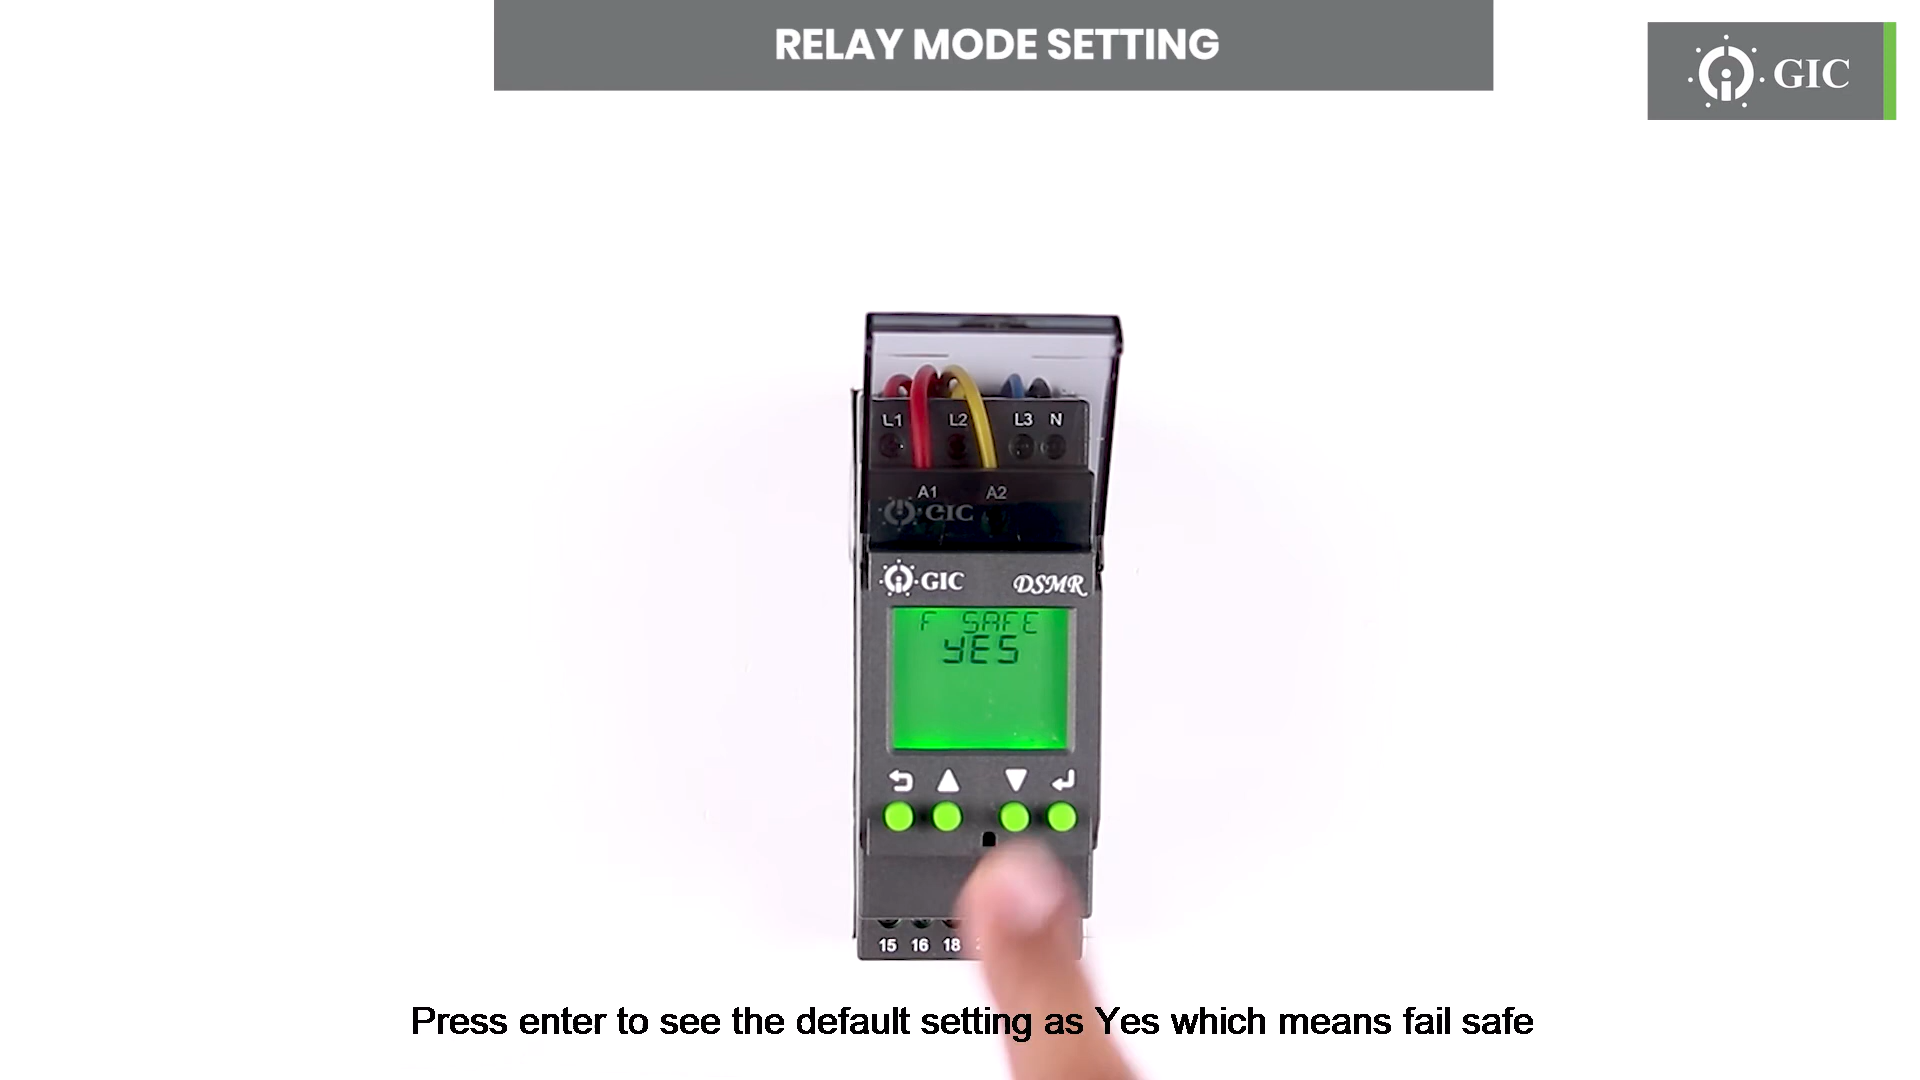 RELAY MODE SETTING
GIC
L1 L2 L3 N
A1 A2
GIC
GIC DSMR
F SAFE
YES
15 16 18
Press enter to see the default setting as Yes which means fail safe